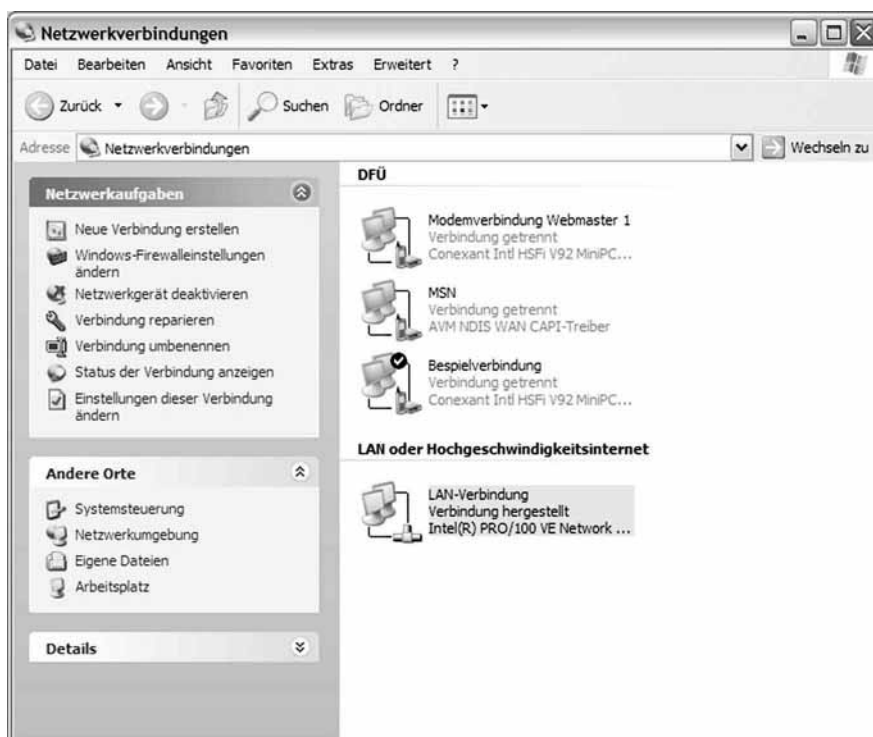 Netzwerkverbindungen
Datei Bearbeiten Ansicht Favoriten Extras Erweitert ?
Zurück Suchen Ordner
Adresse Netzwerkverbindungen Wechseln zu
Netzwerkaufgaben
Neue Verbindung erstellen
Windows-Firewalleinstellungen
ändern
Netzwerkgerät deaktivieren
Verbindung reparieren
Verbindung umbenennen
Status der Verbindung anzeigen
Einstellungen dieser Verbindung
ändern
Andere Orte
Systemsteuerung
Netzwerkumgebung
Eigene Dateien
Arbeitsplatz
Details
DFÜ
Modemverbindung Webmaster 1
Verbindung getrennt
Conexant Intl HSFi V92 MiniPC...
MSN
Verbindung getrennt
AVM NDIS WAN CAPI-Treiber
Bespielverbindung
Verbindung getrennt
Conexant Intl HSFi V92 MiniPC...
LAN oder Hochgeschwindigkeitsinternet
LAN-Verbindung
Verbindung hergestellt
Intel(R) PRO/100 VE Network ...